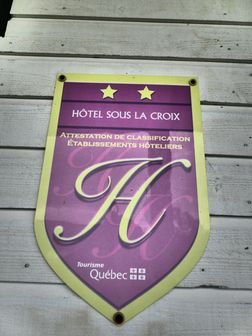 HÔTEL SOUS LA CROIX
ATTESTATION DE CLASSIFICATION
ÉTABLISSEMENTS HÔTELIERS
H
Tourisme
Québec